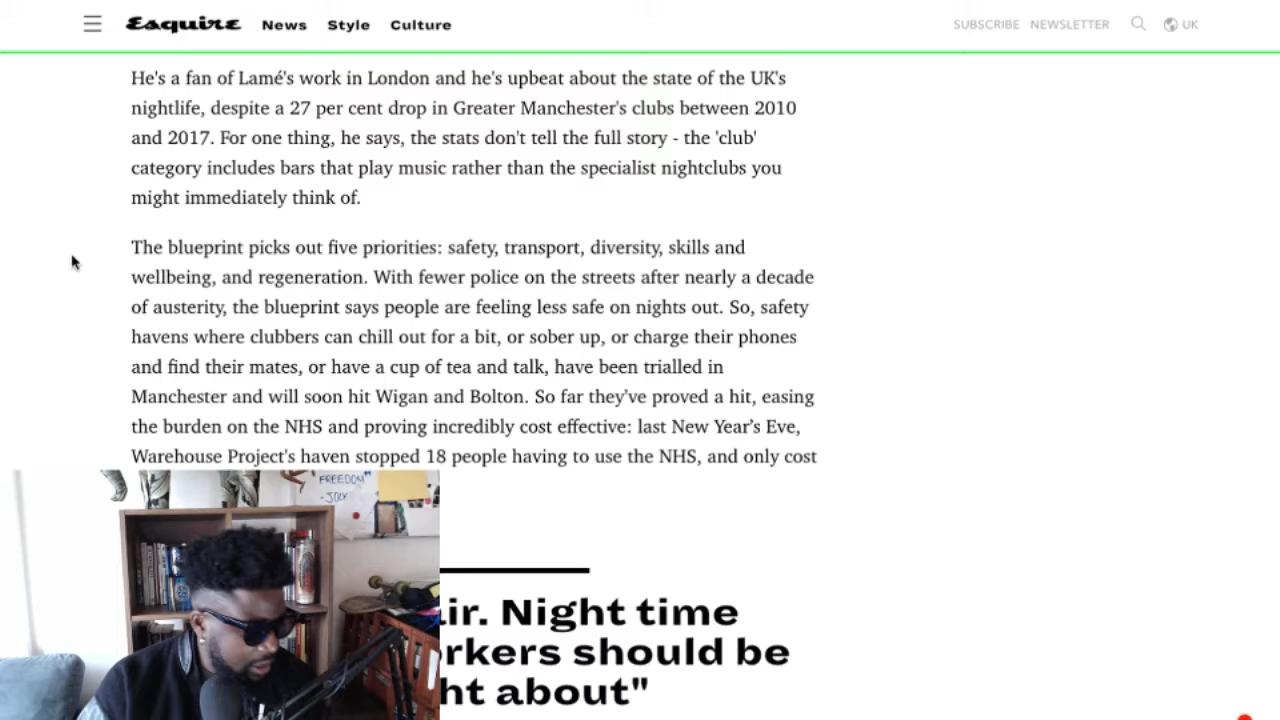 Esquire News Style Culture SUBSCRIBE NEWSLETTER UK
He's a fan of Lamé's work in London and he's upbeat about the state of the UK's
nightlife, despite a 27 per cent drop in Greater Manchester's clubs between 2010
and 2017. For one thing, he says, the stats don't tell the full story - the 'club'
category includes bars that play music rather than the specialist nightclubs you
might immediately think of.
The blueprint picks out five priorities: safety, transport, diversity, skills and
wellbeing, and regeneration. With fewer police on the streets after nearly a decade
of austerity, the blueprint says people are feeling less safe on nights out. So, safety
havens where clubbers can chill out for a bit, or sober up, or charge their phones
and find their mates, or have a cup of tea and talk, have been trialled in
Manchester and will soon hit Wigan and Bolton. So far they've proved a hit, easing
the burden on the NHS and proving incredibly cost effective: last New Year's Eve,
Warehouse Project's haven stopped 18 people having to use the NHS, and only cost
FREEDOM"
-JOCK
ir. Night time
rkers should be
ht about"